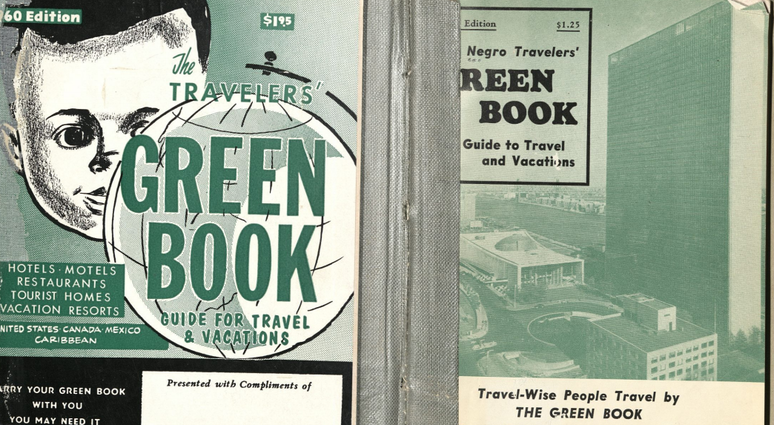 60 Edition
$1.95
The
TRAVELERS'
GREEN
BOOK
HOTELS · MOTELS
RESTAURANTS
TOURIST HOMES
VACATION RESORTS
UNITED STATES · CANADA · MEXICO
CARIBBEAN
GUIDE FOR TRAVEL
& VACATIONS
ARRY YOUR GREEN BOOK
WITH YOU
YOU MAY NEED IT
Presented with Compliments of
Edition $1.25
Negro Travelers'
REEN
BOOK
Guide to Travel
and Vacations
Travel-Wise People Travel by
THE GREEN BOOK